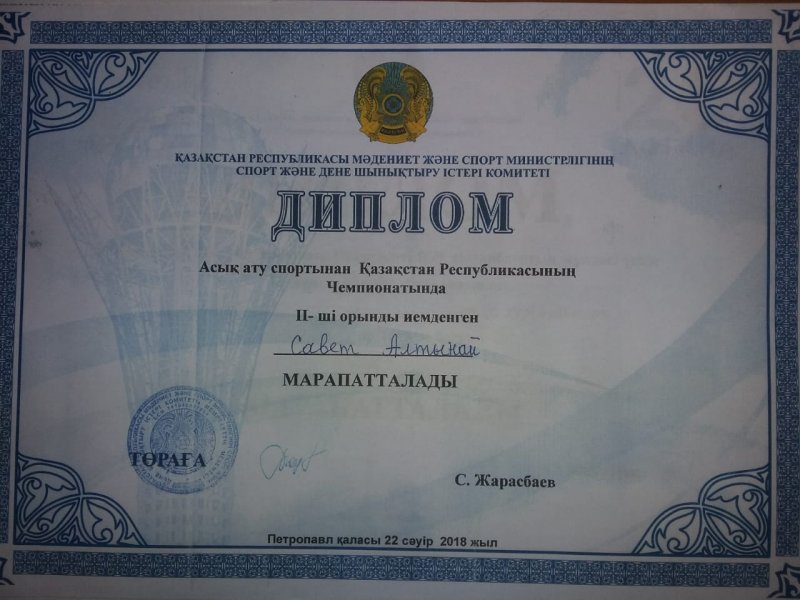 ҚАЗАҚСТАН РЕСПУБЛИКАСЫ МӘДЕНИЕТ ЖӘНЕ СПОРТ МИНИСТРЛІГІНІҢ
СПОРТ ЖӘНЕ ДЕНЕ ШЫНЫҚТЫРУ ІСТЕРІ КОМИТЕТІ
ДИПЛОМ
Асық ату спортынан Қазақстан Республикасының
Чемпионатында
ІІ- ші орынды иемденген
Савет Алтынай
МАРАПАТТАЛАДЫ
ТӨРАҒА
С. Жарасбаев
Петропавл қаласы 22 сәуір 2018 жыл